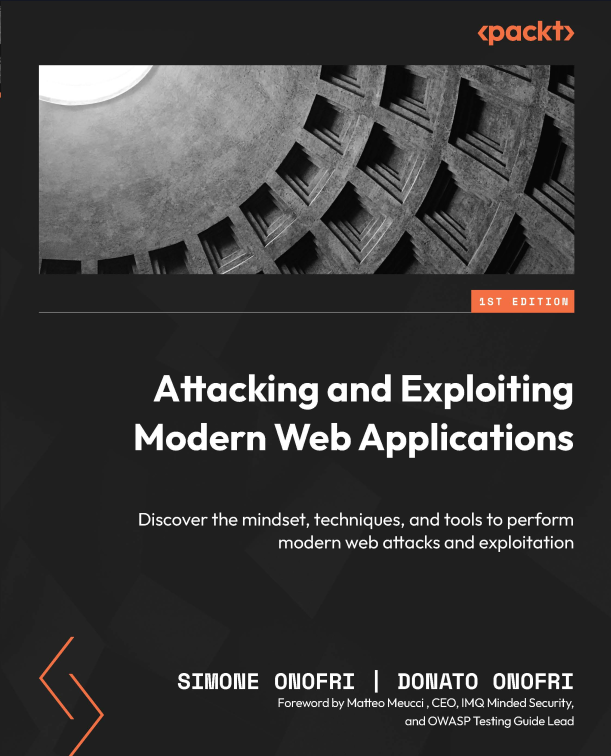 <packt>
1ST EDITION
Attacking and Exploiting
Modern Web Applications
Discover the mindset, techniques, and tools to perform
modern web attacks and exploitation
SIMONE ONOFRI | DONATO ONOFRI
Foreword by Matteo Meucci , CEO, IMQ Minded Security,
and OWASP Testing Guide Lead